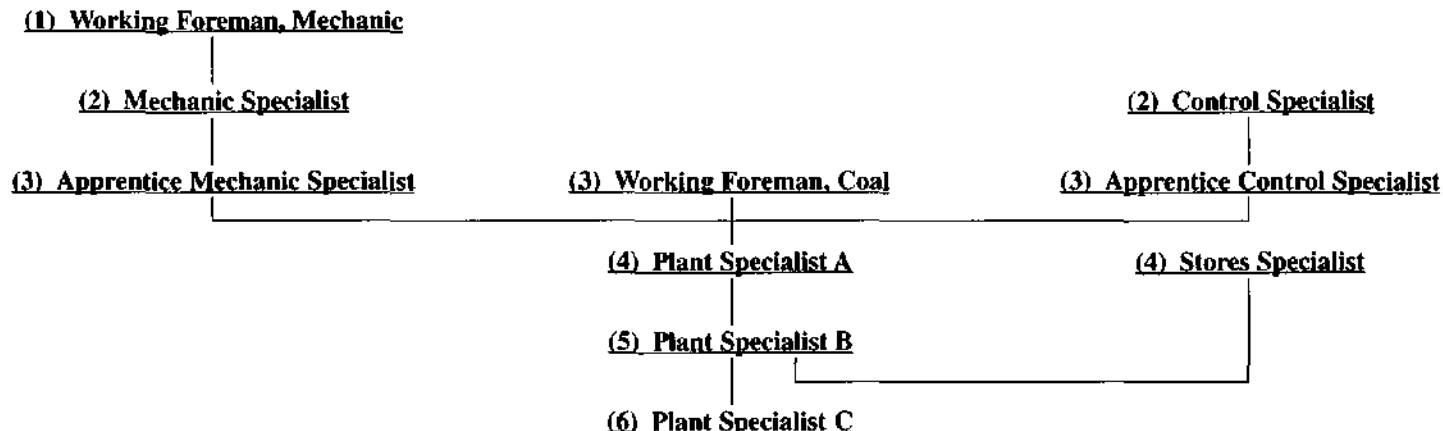 (1) Working Foreman, Mechanic
(2) Mechanic Specialist
(2) Control Specialist
(3) Apprentice Mechanic Specialist
(3) Working Foreman, Coal
(3) Apprentice Control Specialist
(4) Plant Specialist A
(4) Stores Specialist
(5) Plant Specialist B
(6) Plant Specialist C